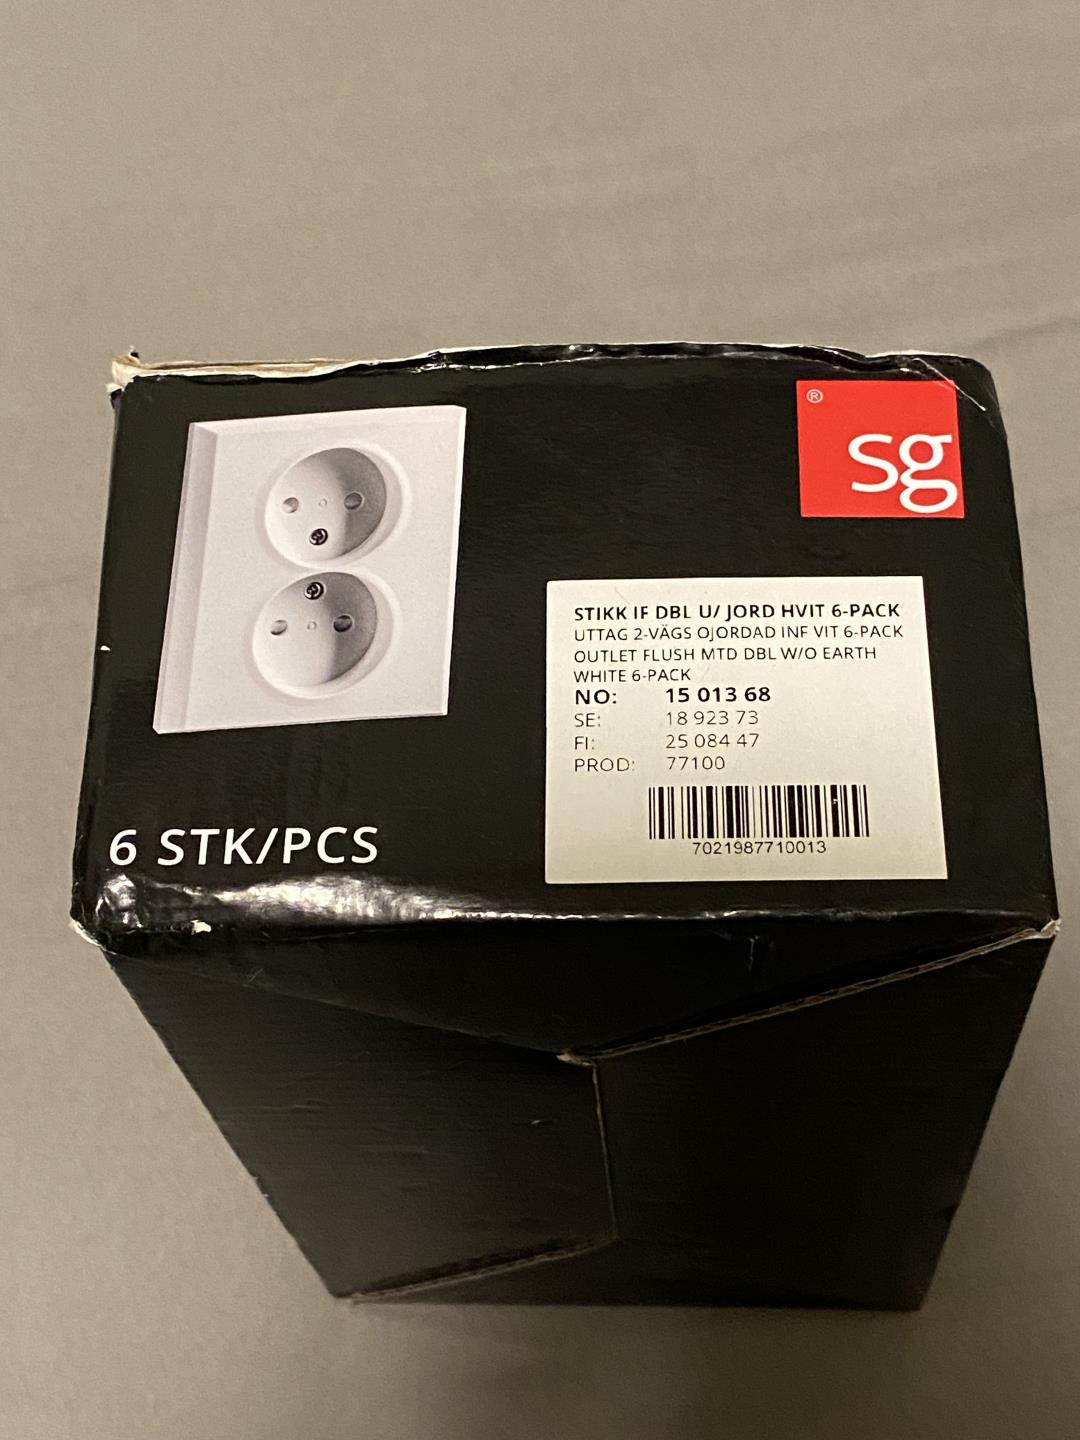 ®
sg
STIKK IF DBL U/ JORD HVIT 6-PACK
UTTAG 2-VÄGS OJORDAD INF VIT 6-PACK
OUTLET FLUSH MTD DBL W/O EARTH
WHITE 6-PACK
NO: 15 013 68
SE: 18 923 73
FI: 25 084 47
PROD: 77100
7021987710013
6 STK/PCS